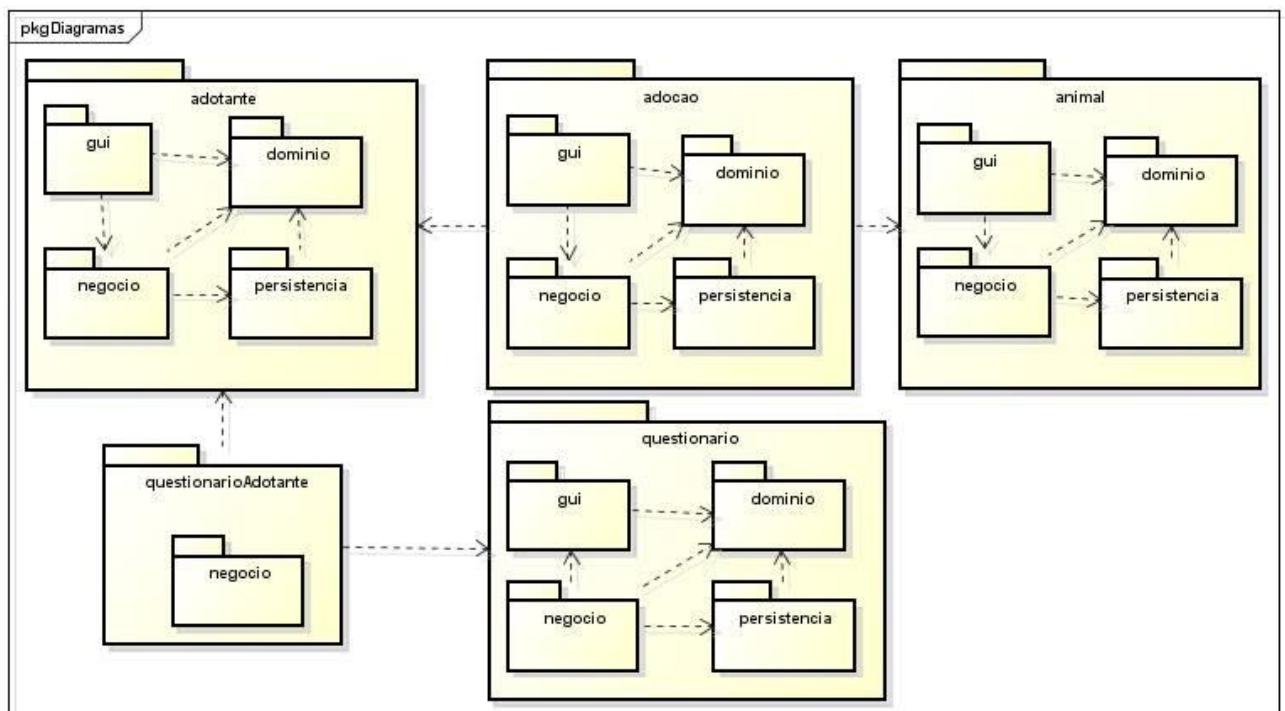 pkgDiagramas
adotante
gui
dominio
negocio
persistencia
adocao
gui
dominio
negocio
persistencia
animal
gui
dominio
negocio
persistencia
questionarioAdotante
negocio
questionario
gui
dominio
negocio
persistencia